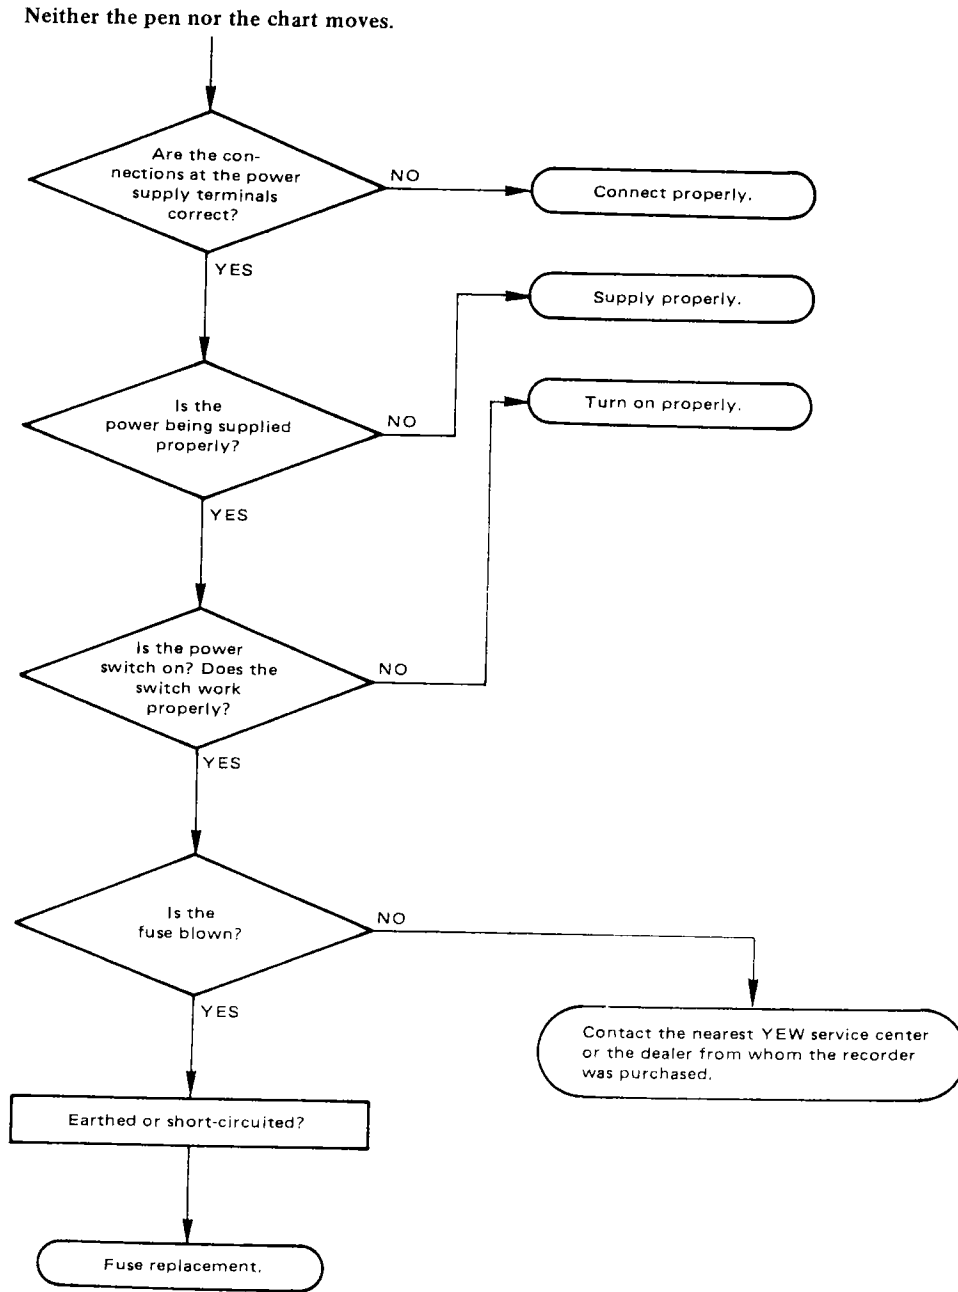 Neither the pen nor the chart moves.
Are the con-
nections at the power
supply terminals
correct?
NO
Connect properly.
YES
Supply properly.
Is the
power being supplied
properly?
NO
Turn on properly.
YES
Is the power
switch on? Does the
switch work
properly?
NO
YES
Is the
fuse blown?
NO
YES
Contact the nearest YEW service center
or the dealer from whom the recorder
was purchased.
Earthed or short-circuited?
Fuse replacement.